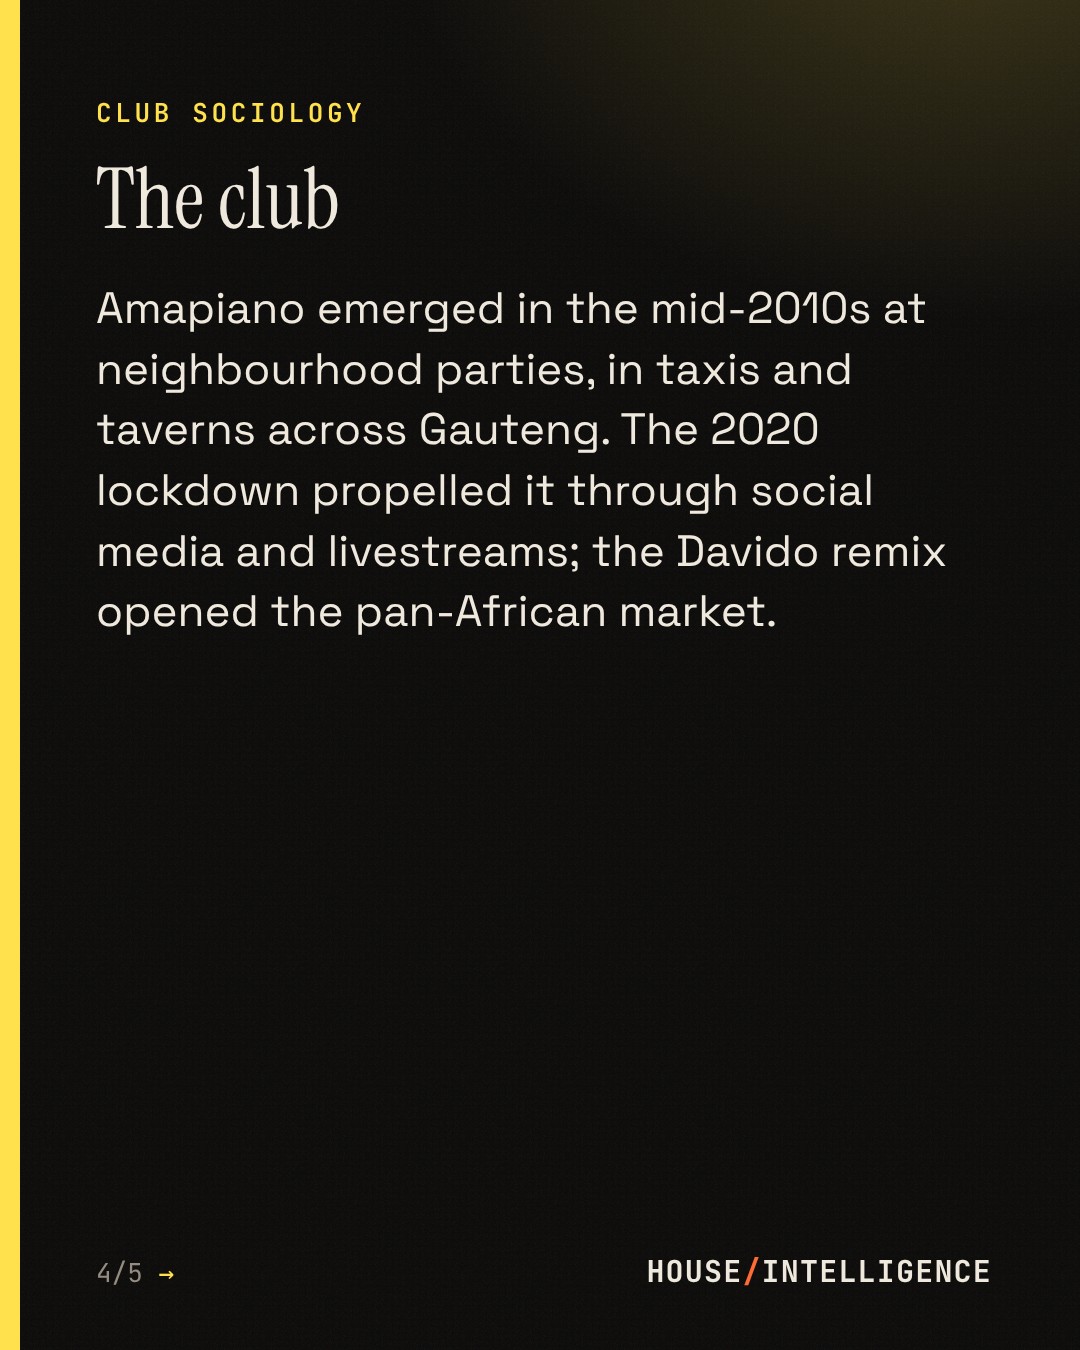 CLUB SOCIOLOGY
The club
Amapiano emerged in the mid-2010s at
neighbourhood parties, in taxis and
taverns across Gauteng. The 2020
lockdown propelled it through social
media and livestreams; the Davido remix
opened the pan-African market.
4/5 →
HOUSE/INTELLIGENCE